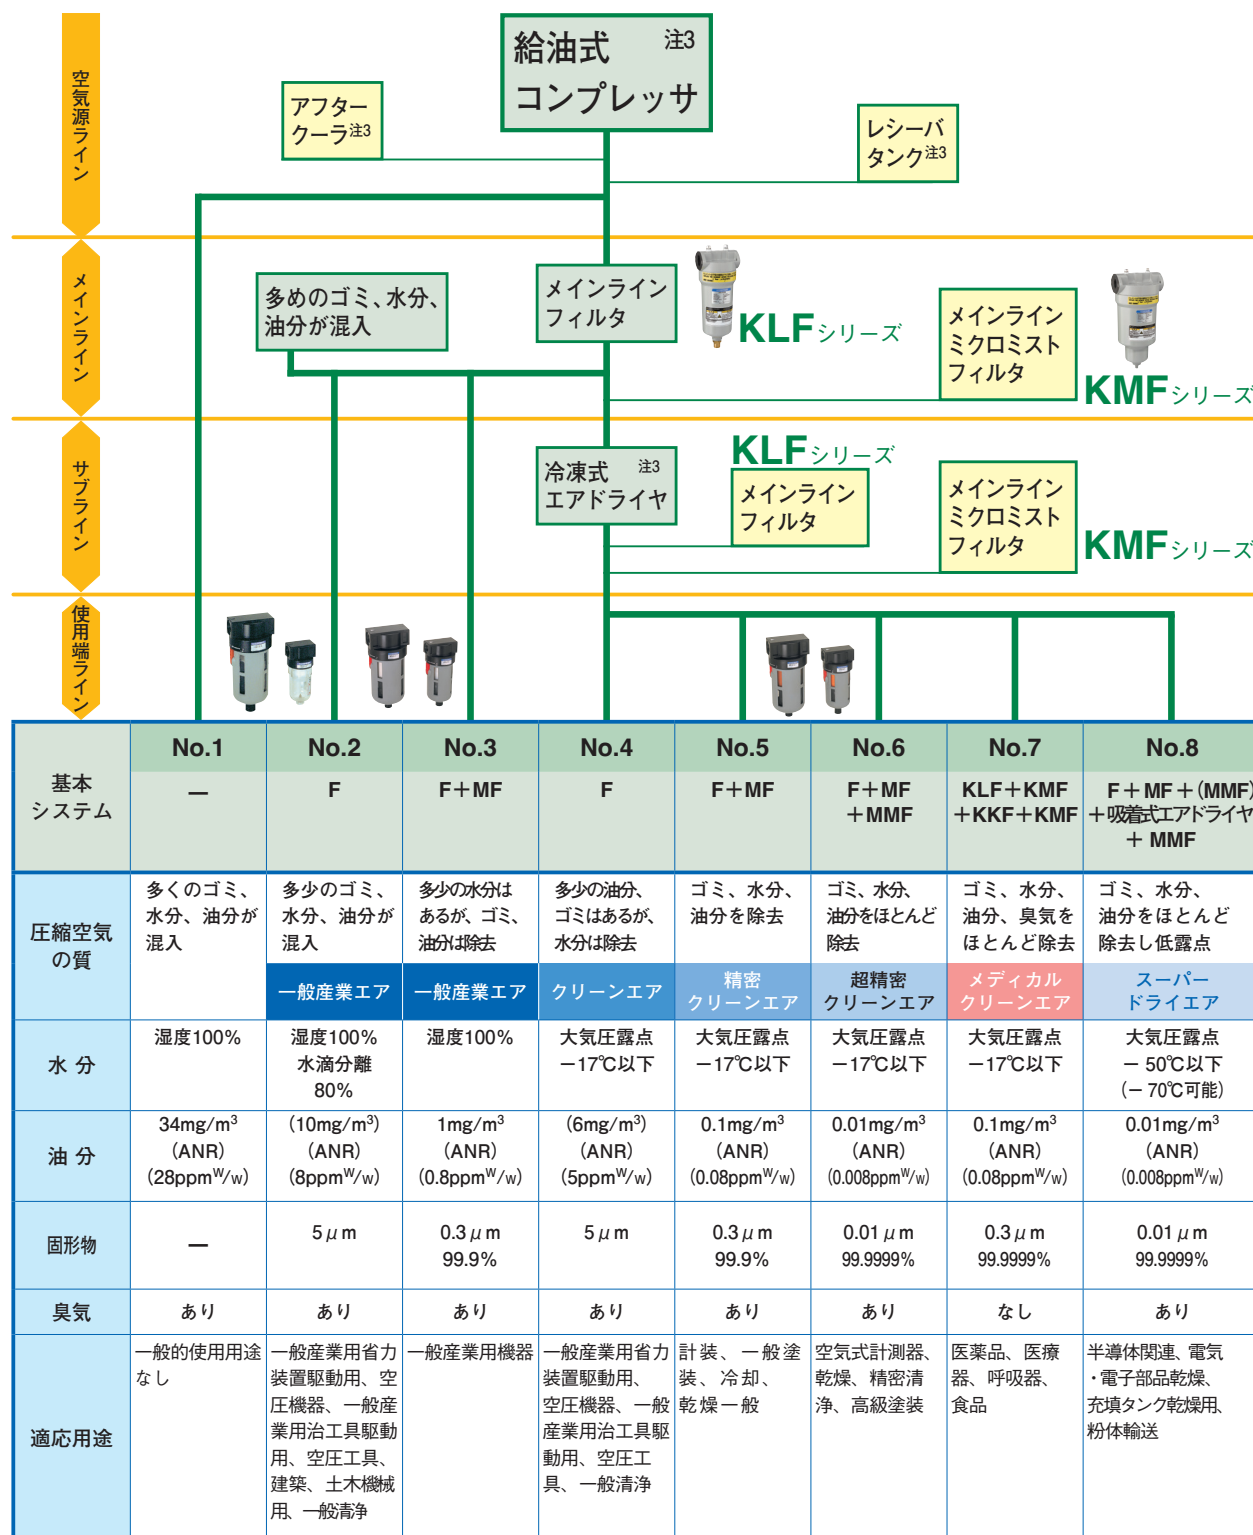 空気源ライン
給油式 注3
コンプレッサ
アフター
クーラ注3
レシーバ
タンク注3
メインライン
多めのゴミ、水分、
油分が混入
メインライン
フィルタ
KLFシリーズ
メインライン
ミクロミスト
フィルタ
KMFシリーズ
サブライン
冷凍式 注3
エアドライヤ
KLFシリーズ
メインライン
フィルタ
メインライン
ミクロミスト
フィルタ
KMFシリーズ
使用端ライン
基本
システム
No.1
—
No.2
F
No.3
F+MF
No.4
F
No.5
F+MF
No.6
F+MF
+MMF
No.7
KLF+KMF
+KKF+KMF
No.8
F+MF+(MMF)
+吸着式エアドライヤ
+ MMF
圧縮空気
の質
多くのゴミ、
水分、油分が
混入
多少のゴミ、
水分、油分が
混入
一般産業エア
多少の水分は
あるが、ゴミ、
油分は除去
一般産業エア
多少の油分、
ゴミはあるが、
水分は除去
クリーンエア
ゴミ、水分、
油分を除去
精密
クリーンエア
ゴミ、水分、
油分をほとんど
除去
超精密
クリーンエア
ゴミ、水分、
油分、臭気を
ほとんど除去
メディカル
クリーンエア
ゴミ、水分、
油分をほとんど
除去し低露点
スーパー
ドライエア
水 分
湿度100%
湿度100%
水滴分離
80%
湿度100%
大気圧露点
−17℃以下
大気圧露点
−17℃以下
大気圧露点
−17℃以下
大気圧露点
−17℃以下
大気圧露点
− 50℃以下
(− 70℃可能)
油 分
34mg/m³
(ANR)
(28ppmW/w)
(10mg/m³)
(ANR)
(8ppmW/w)
1mg/m³
(ANR)
(0.8ppmW/w)
(6mg/m³)
(ANR)
(5ppmW/w)
0.1mg/m³
(ANR)
(0.08ppmW/w)
0.01mg/m³
(ANR)
(0.008ppmW/w)
0.1mg/m³
(ANR)
(0.08ppmW/w)
0.01mg/m³
(ANR)
(0.008ppmW/w)
固形物
—
5μm
0.3μm
99.9%
5μm
0.3μm
99.9%
0.01μm
99.9999%
0.3μm
99.9999%
0.01μm
99.9999%
臭気
あり
あり
あり
あり
あり
あり
なし
あり
適応用途
一般的使用用途
なし
一般産業用省力
装置駆動用、空
圧機器、一般産
業用治工具駆動
用、空圧工具、
建築、土木機械
用、一般清浄
一般産業用機器
一般産業用省力
装置駆動用、
空圧機器、一般
産業用治工具駆
動用、空圧工
具、一般清浄
計装、一般塗
装、冷却、
乾燥一般
空気式計測器、
乾燥、精密清
浄、高級塗装
医薬品、医療
器、呼吸器、
食品
半導体関連、電気
・電子部品乾燥、
充填タンク乾燥用、
粉体輸送